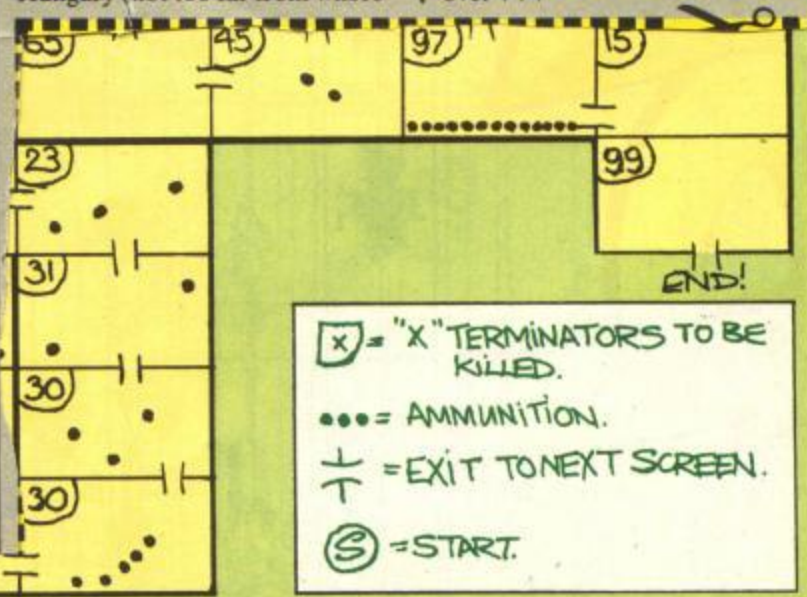 65
45
97
15
23
99
31
END!
30
30
X = "X" TERMINATORS TO BE
KILLED.
= AMMUNITION.
= EXIT TO NEXT SCREEN.
S = START.